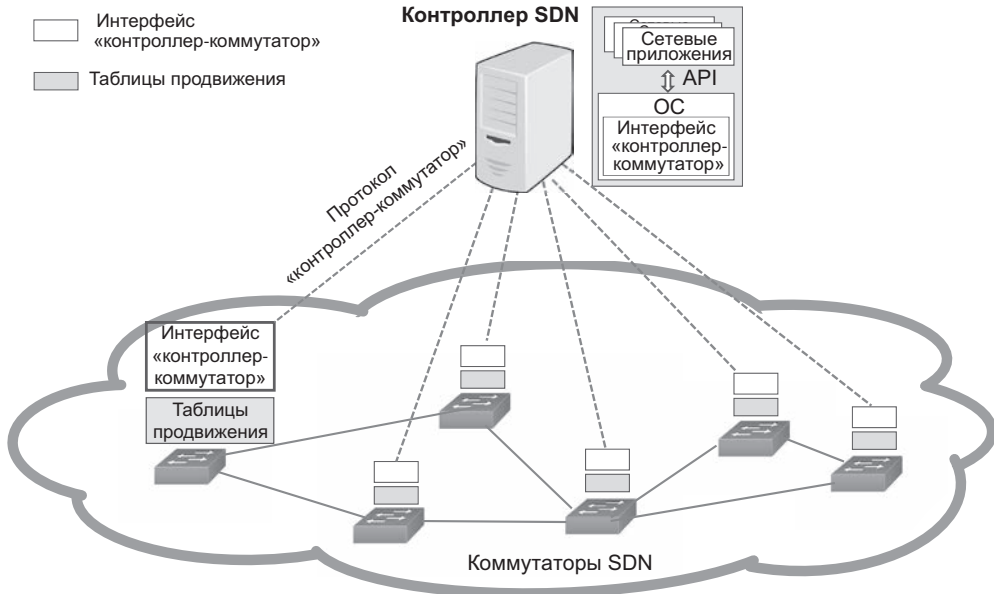 Интерфейс
«контроллер-коммутатор»
Таблицы продвижения
Контроллер SDN
Сетевые
приложения
API
ОС
Интерфейс
«контроллер-
коммутатор»
Протокол
«контроллер-коммутатор»
Интерфейс
«контроллер-
коммутатор»
Таблицы
продвижения
Коммутаторы SDN